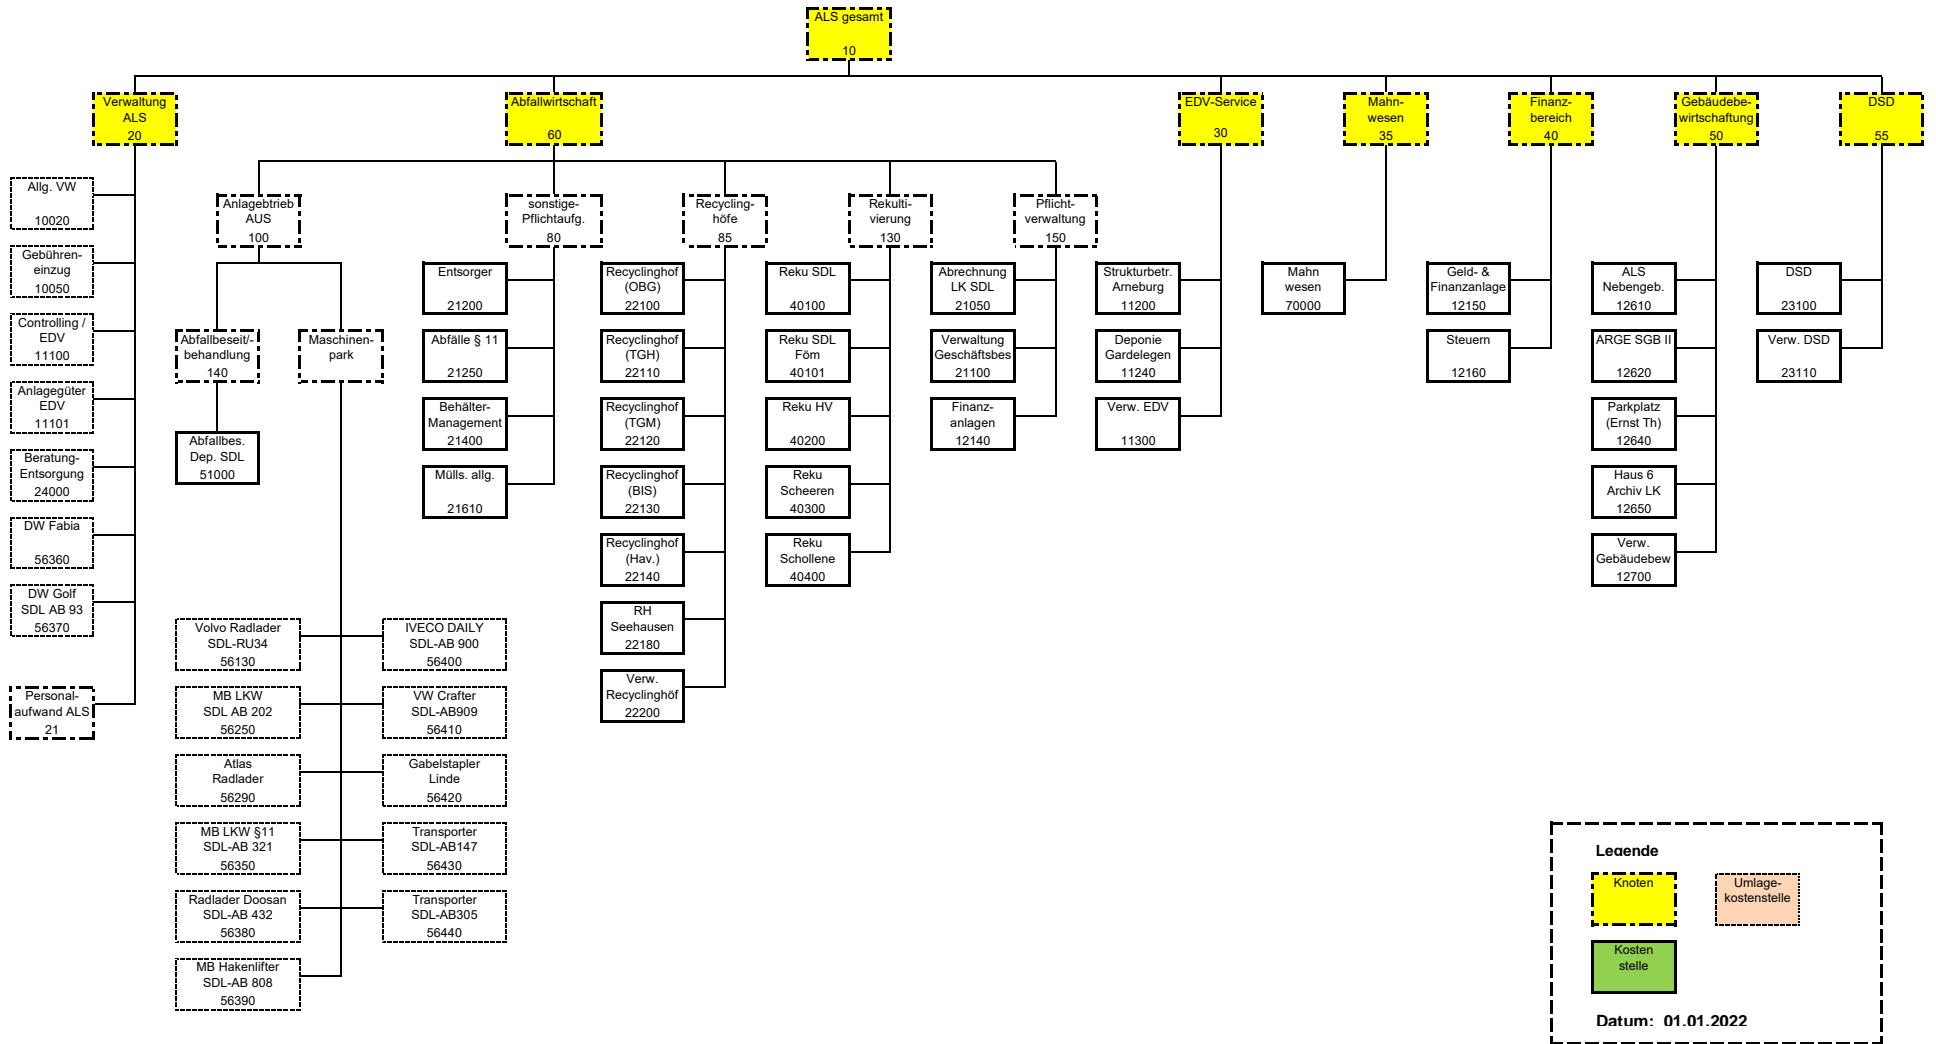 ALS gesamt
10
Verwaltung
ALS
20
Abfallwirtschaft
60
EDV-Service
30
Mahn-
wesen
35
Finanz-
bereich
40
Gebäudebe-
wirtschaftung
50
DSD
55
Allg. VW
10020
Gebühren-
einzug
10050
Controlling /
EDV
11100
Anlagegüter
EDV
11101
Beratung-
Entsorgung
24000
DW Fabia
56360
DW Golf
SDL AB 93
56370
Personal-
aufwand ALS
21
Anlagebtrieb
AUS
100
sonstige-
Pflichtaufg.
80
Recycling-
höfe
85
Rekulti-
vierung
130
Pflicht-
verwaltung
150
Abfallbeseit/-
behandlung
140
Maschinen-
park
Abfallbes.
Dep. SDL
51000
Volvo Radlader
SDL-RU34
56130
IVECO DAILY
SDL-AB 900
56400
MB LKW
SDL AB 202
56250
VW Crafter
SDL-AB909
56410
Atlas
Radlader
56290
Gabelstapler
Linde
56420
MB LKW §11
SDL-AB 321
56350
Transporter
SDL-AB147
56430
Radlader Doosan
SDL-AB 432
56380
Transporter
SDL-AB305
56440
MB Hakenlifter
SDL-AB 808
56390
Entsorger
21200
Abfälle § 11
21250
Behälter-
Management
21400
Mülls. allg.
21610
Recyclinghof
(OBG)
22100
Recyclinghof
(TGH)
22110
Recyclinghof
(TGM)
22120
Recyclinghof
(BIS)
22130
Recyclinghof
(Hav.)
22140
RH
Seehausen
22180
Verw.
Recyclinghöf
22200
Reku SDL
40100
Reku SDL
Föm
40101
Reku HV
40200
Reku
Scheeren
40300
Reku
Schollene
40400
Abrechnung
LK SDL
21050
Verwaltung
Geschäftsbes
21100
Finanz-
anlagen
12140
Strukturbetr.
Arneburg
11200
Deponie
Gardelegen
11240
Verw. EDV
11300
Mahn
wesen
70000
Geld- &
Finanzanlage
12150
Steuern
12160
ALS
Nebengeb.
12610
ARGE SGB II
12620
Parkplatz
(Ernst Th)
12640
Haus 6
Archiv LK
12650
Verw.
Gebäudebew
12700
DSD
23100
Verw. DSD
23110
Legende
Knoten
Umlage-
kostenstelle
Kosten
stelle
Datum: 01.01.2022